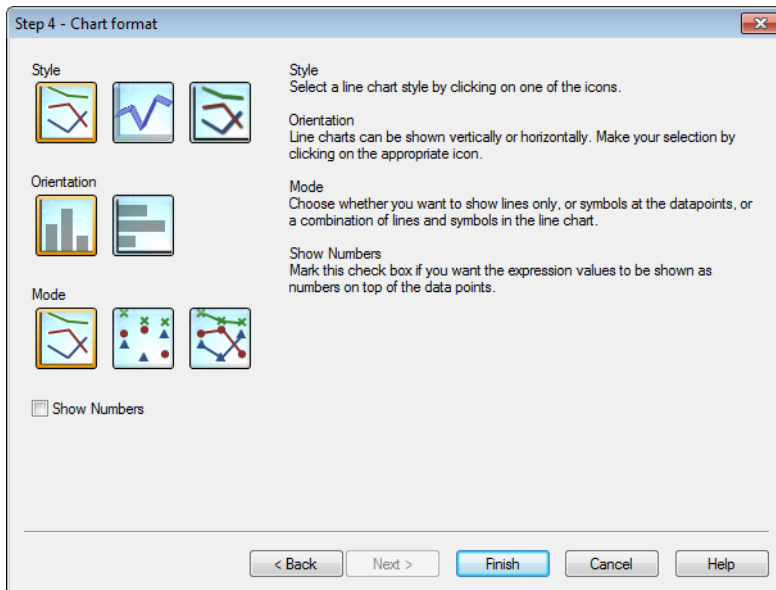 Step 4 - Chart format
Style
Style
Select a line chart style by clicking on one of the icons.
Orientation
Line charts can be shown vertically or horizontally. Make your selection by
clicking on the appropriate icon.
Orientation
Mode
Choose whether you want to show lines only, or symbols at the datapoints, or
a combination of lines and symbols in the line chart.
Show Numbers
Mark this check box if you want the expression values to be shown as
numbers on top of the data points.
Mode
Show Numbers
< Back
Next >
Finish
Cancel
Help